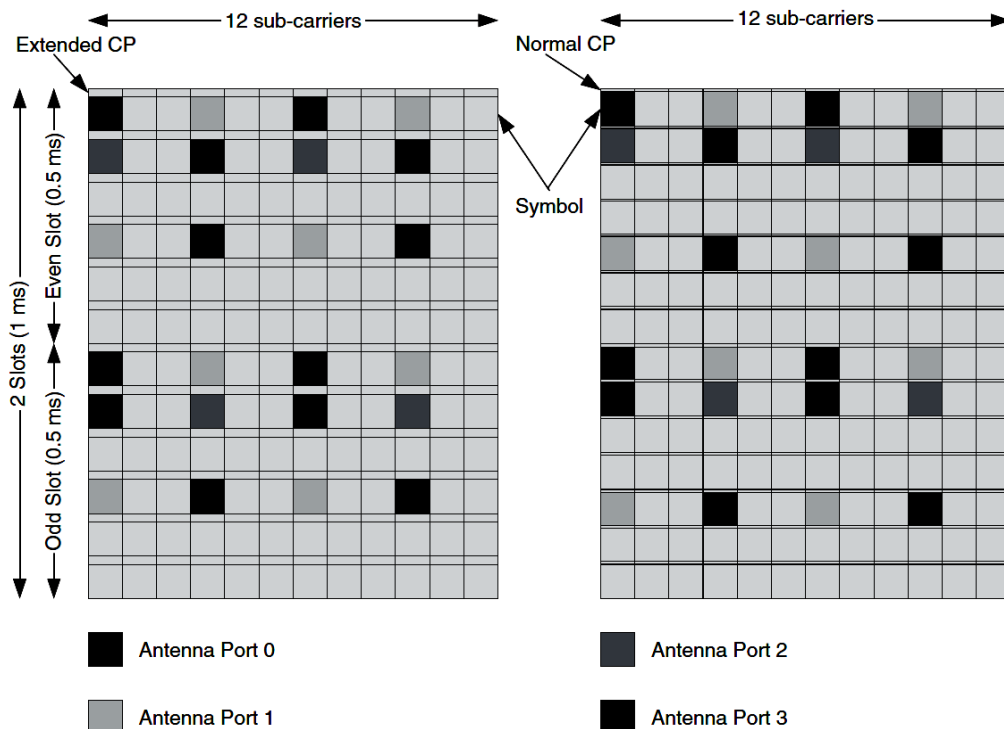 12 sub-carriers
12 sub-carriers
Extended CP
Normal CP
Symbol
2 Slots (1 ms)
Even Slot (0.5 ms)
Odd Slot (0.5 ms)
Antenna Port 0
Antenna Port 2
Antenna Port 1
Antenna Port 3